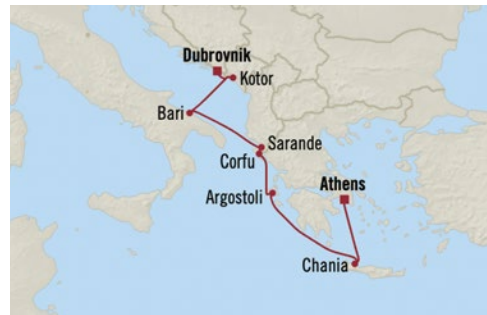 Dubrovnik
Kotor
Bari
Sarande
Corfu
Athens
Argostoli
Chania